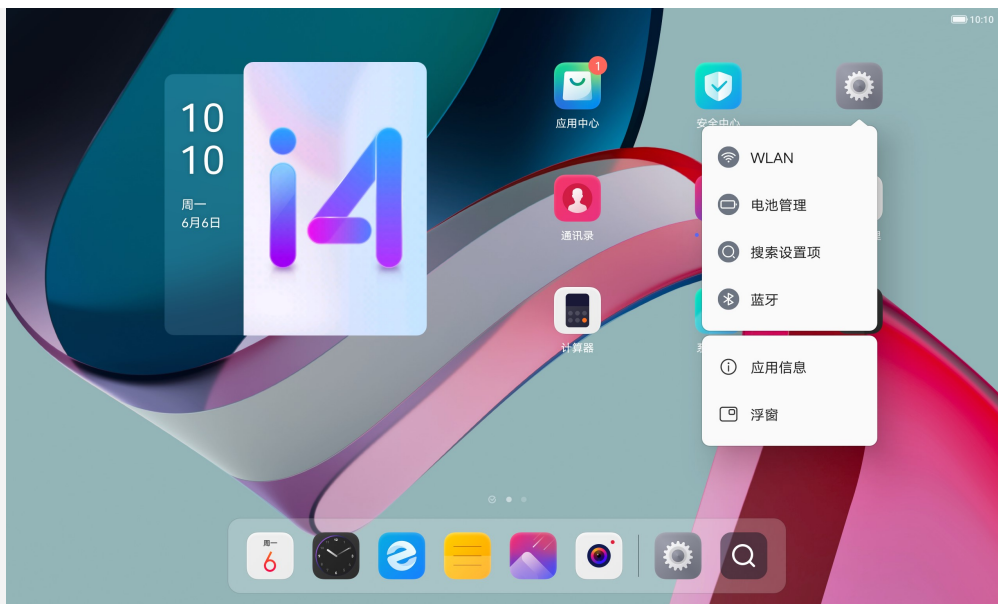 10:10
10
10
周一
6月6日
i4
1
应用中心
安全中心
通讯录
计算器
WLAN
电池管理
搜索设置项
蓝牙
应用信息
浮窗
周一
6